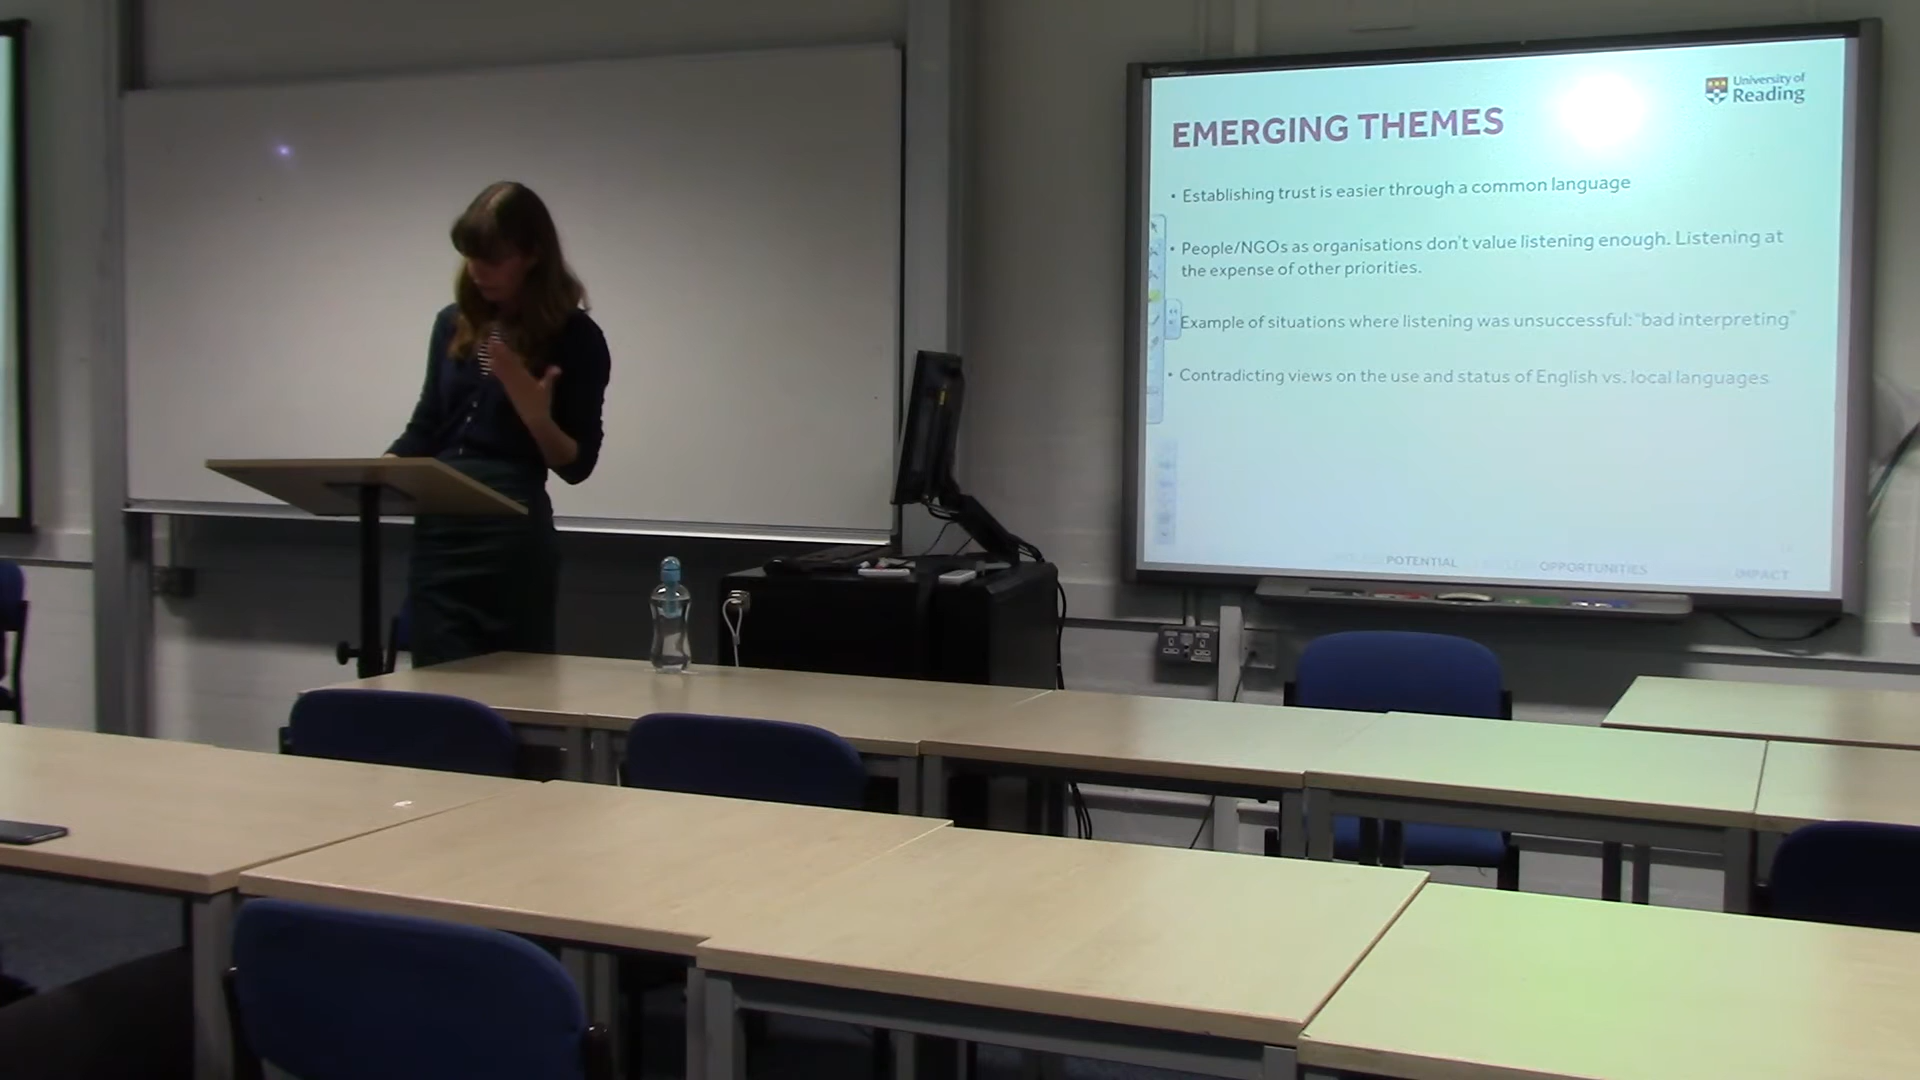 University of
Reading
EMERGING THEMES
• Establishing trust is easier through a common language
• People/NGOs as organisations don't value listening enough. Listening at
the expense of other priorities.
Example of situations where listening was unsuccessful: "bad interpreting"
• Contradicting views on the use and status of English vs. local languages
POTENTIAL OPPORTUNITIES IMPACT